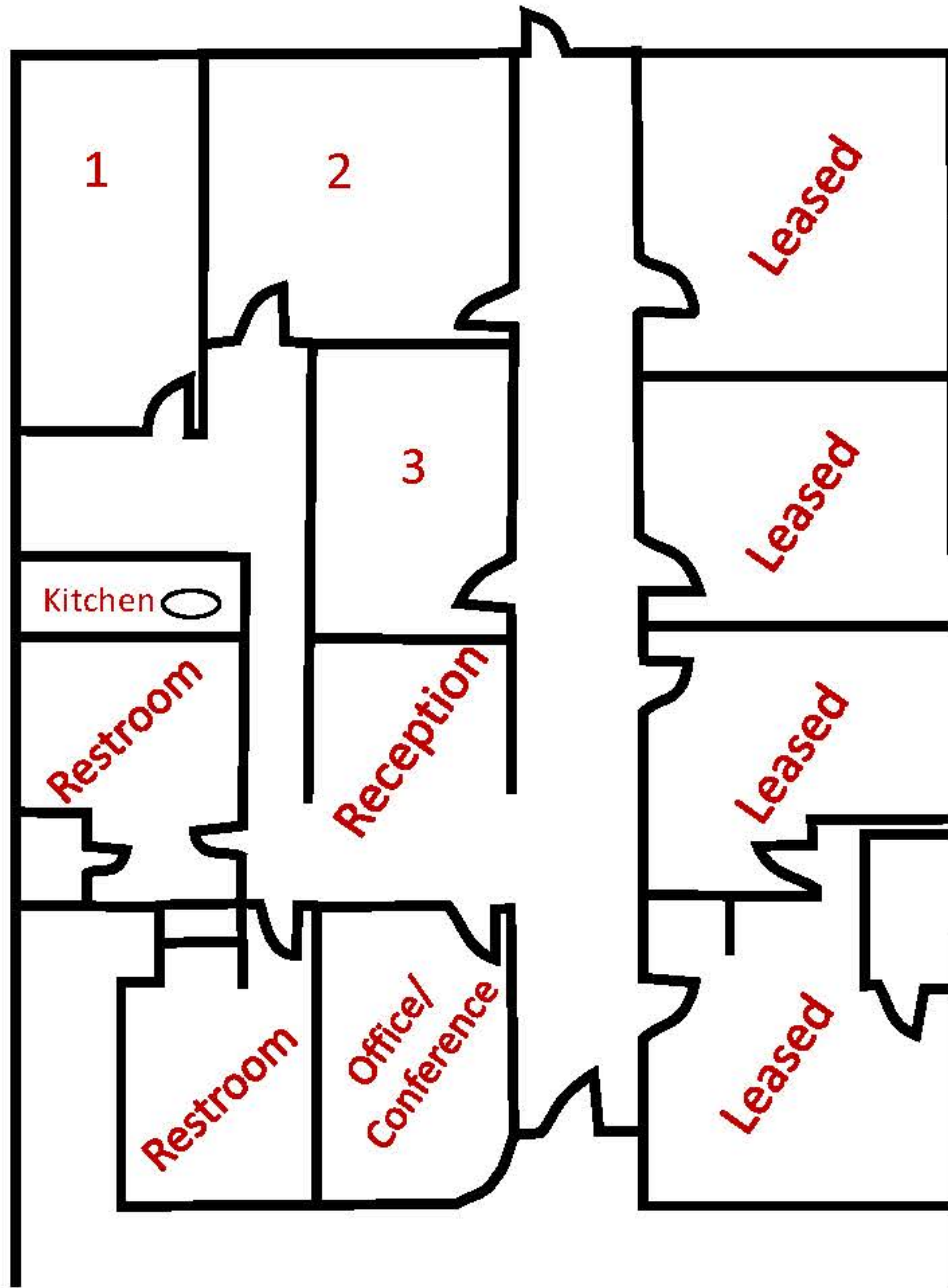 1
2
Leased
3
Leased
Kitchen
Restroom
Reception
Leased
Office/
Conference
Restroom
Leased